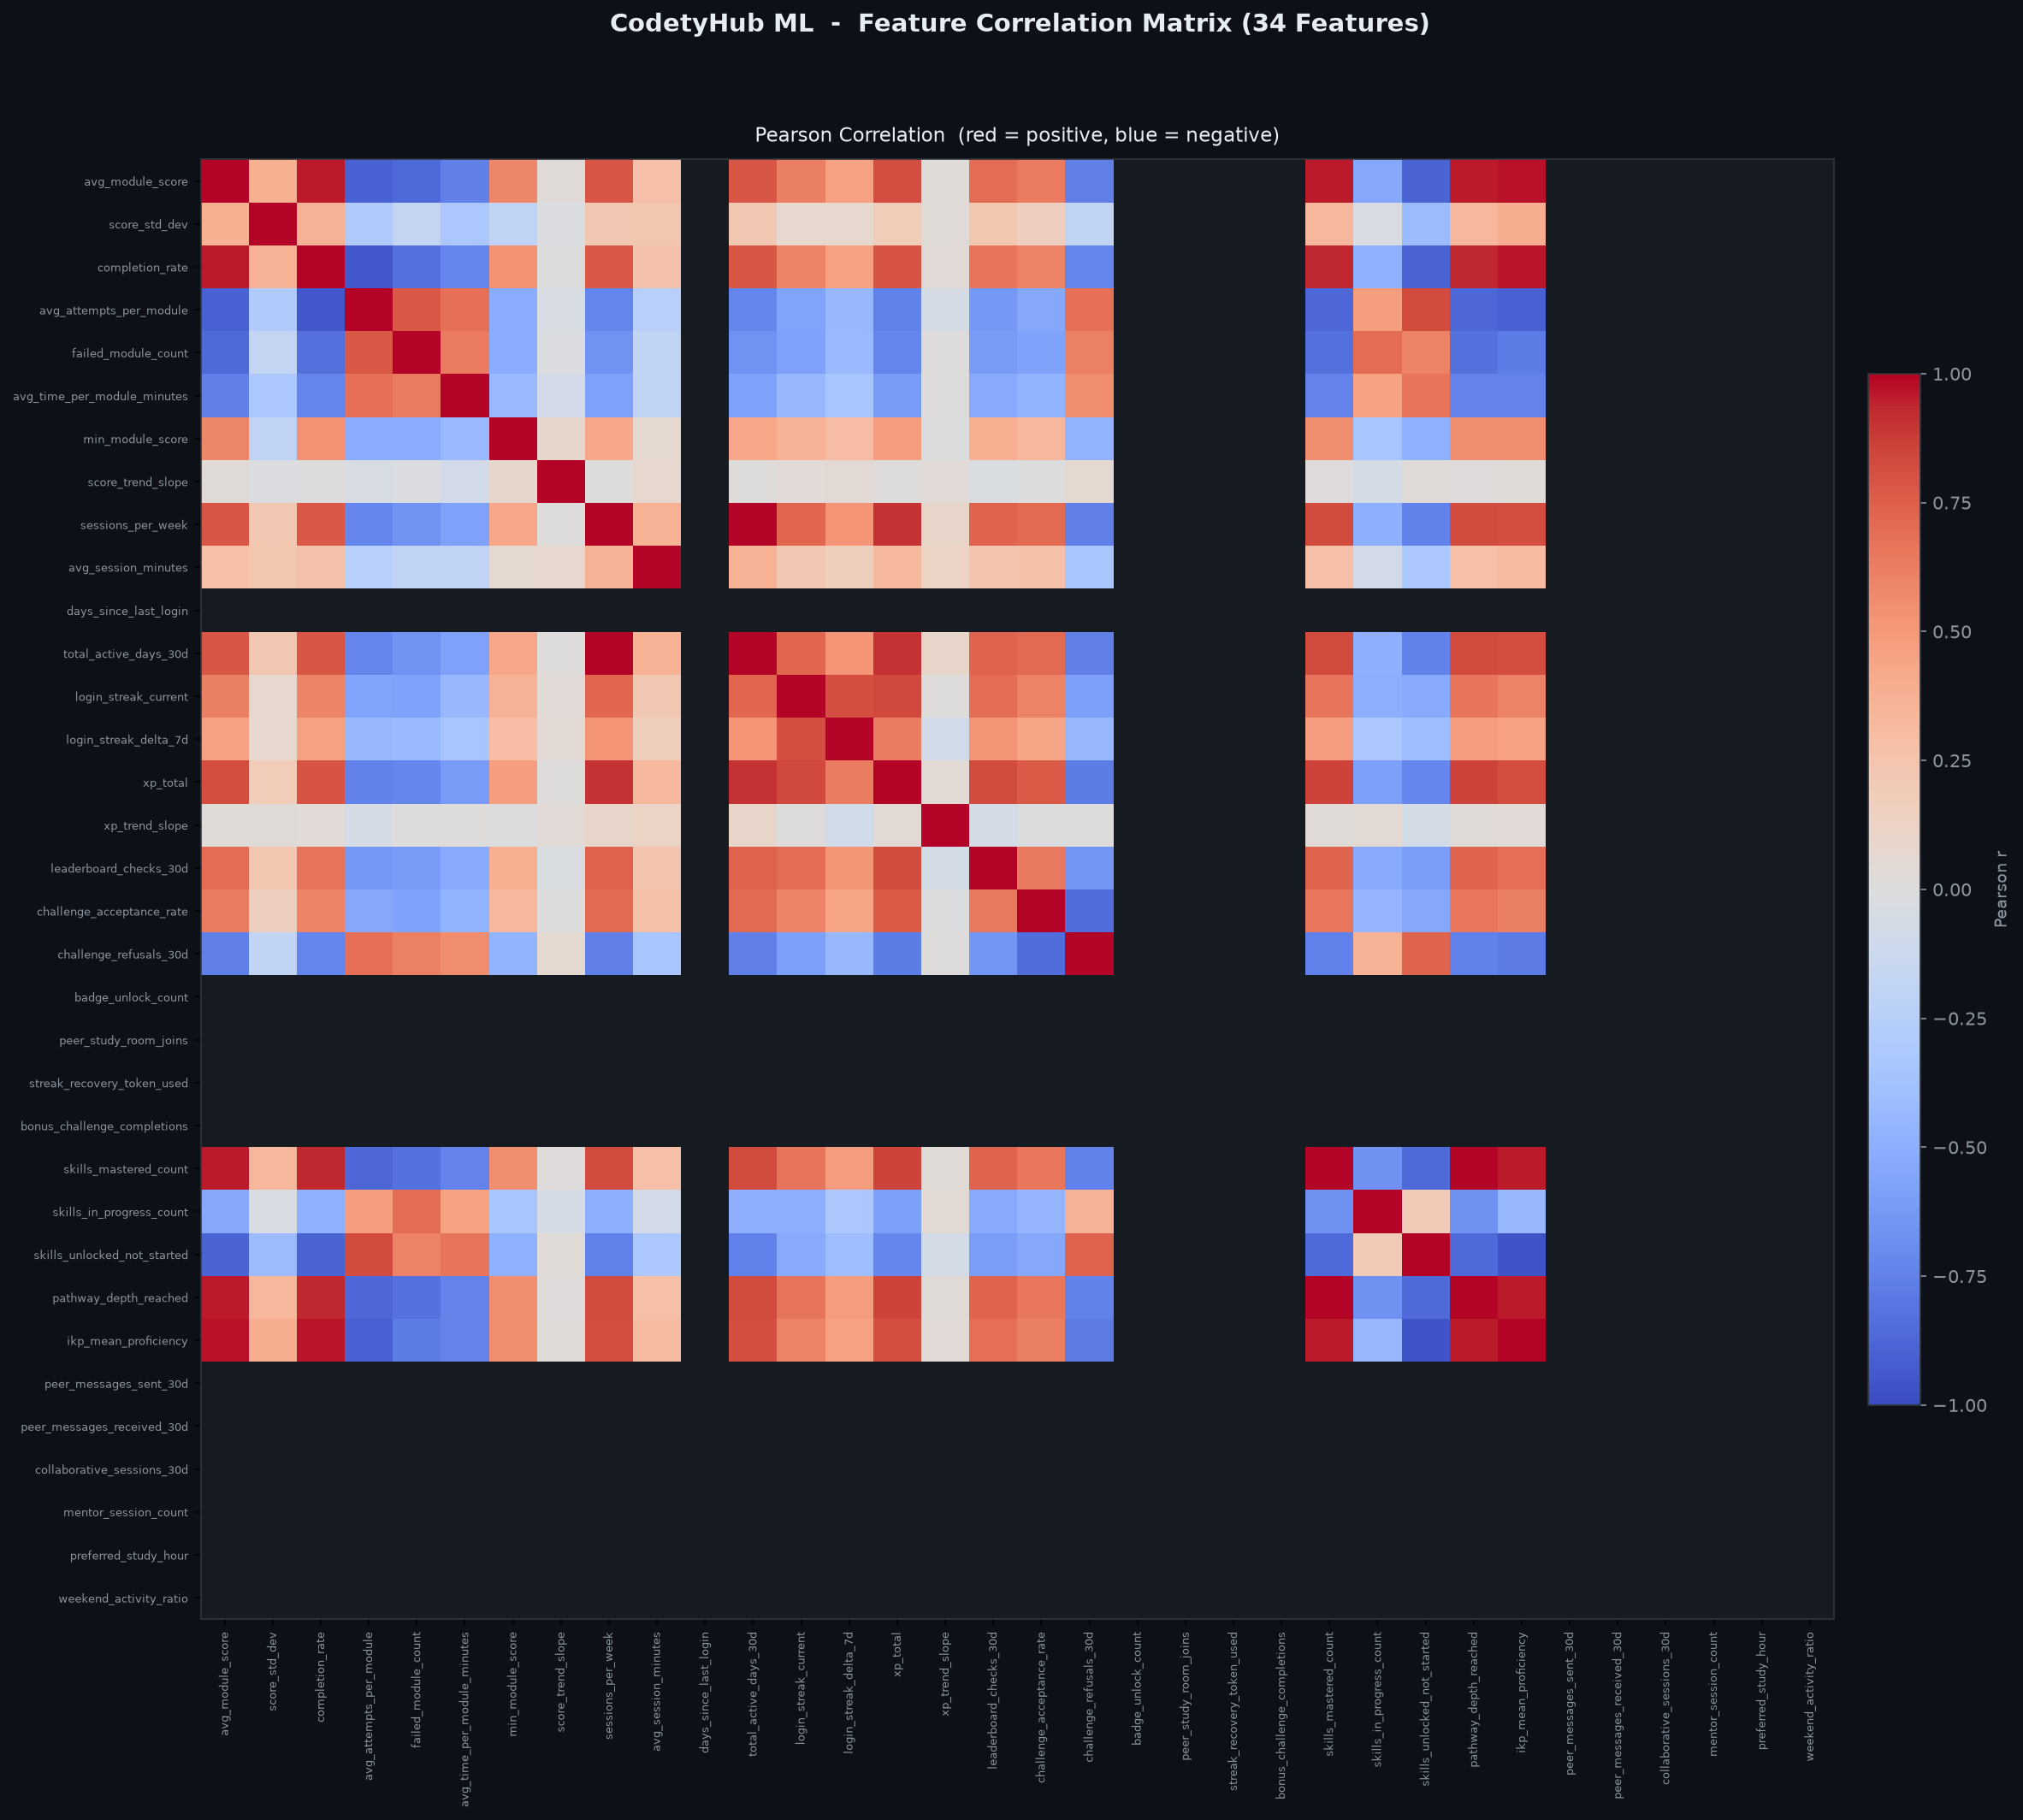 CodetyHub ML  -  Feature Correlation Matrix (34 Features)
Pearson Correlation  (red = positive, blue = negative)
avg_module_score
score_std_dev
completion_rate
avg_attempts_per_module
failed_module_count
avg_time_per_module_minutes
min_module_score
score_trend_slope
sessions_per_week
avg_session_minutes
days_since_last_login
total_active_days_30d
login_streak_current
login_streak_delta_7d
xp_total
xp_trend_slope
leaderboard_checks_30d
challenge_acceptance_rate
challenge_refusals_30d
badge_unlock_count
peer_study_room_joins
streak_recovery_token_used
bonus_challenge_completions
skills_mastered_count
skills_in_progress_count
skills_unlocked_not_started
pathway_depth_reached
ikp_mean_proficiency
peer_messages_sent_30d
peer_messages_received_30d
collaborative_sessions_30d
mentor_session_count
preferred_study_hour
weekend_activity_ratio
avg_module_score
score_std_dev
completion_rate
avg_attempts_per_module
failed_module_count
avg_time_per_module_minutes
min_module_score
score_trend_slope
sessions_per_week
avg_session_minutes
days_since_last_login
total_active_days_30d
login_streak_current
login_streak_delta_7d
xp_total
xp_trend_slope
leaderboard_checks_30d
challenge_acceptance_rate
challenge_refusals_30d
badge_unlock_count
peer_study_room_joins
streak_recovery_token_used
bonus_challenge_completions
skills_mastered_count
skills_in_progress_count
skills_unlocked_not_started
pathway_depth_reached
ikp_mean_proficiency
peer_messages_sent_30d
peer_messages_received_30d
collaborative_sessions_30d
mentor_session_count
preferred_study_hour
weekend_activity_ratio
1.00
0.75
0.50
0.25
0.00
−0.25
−0.50
−0.75
−1.00
Pearson r